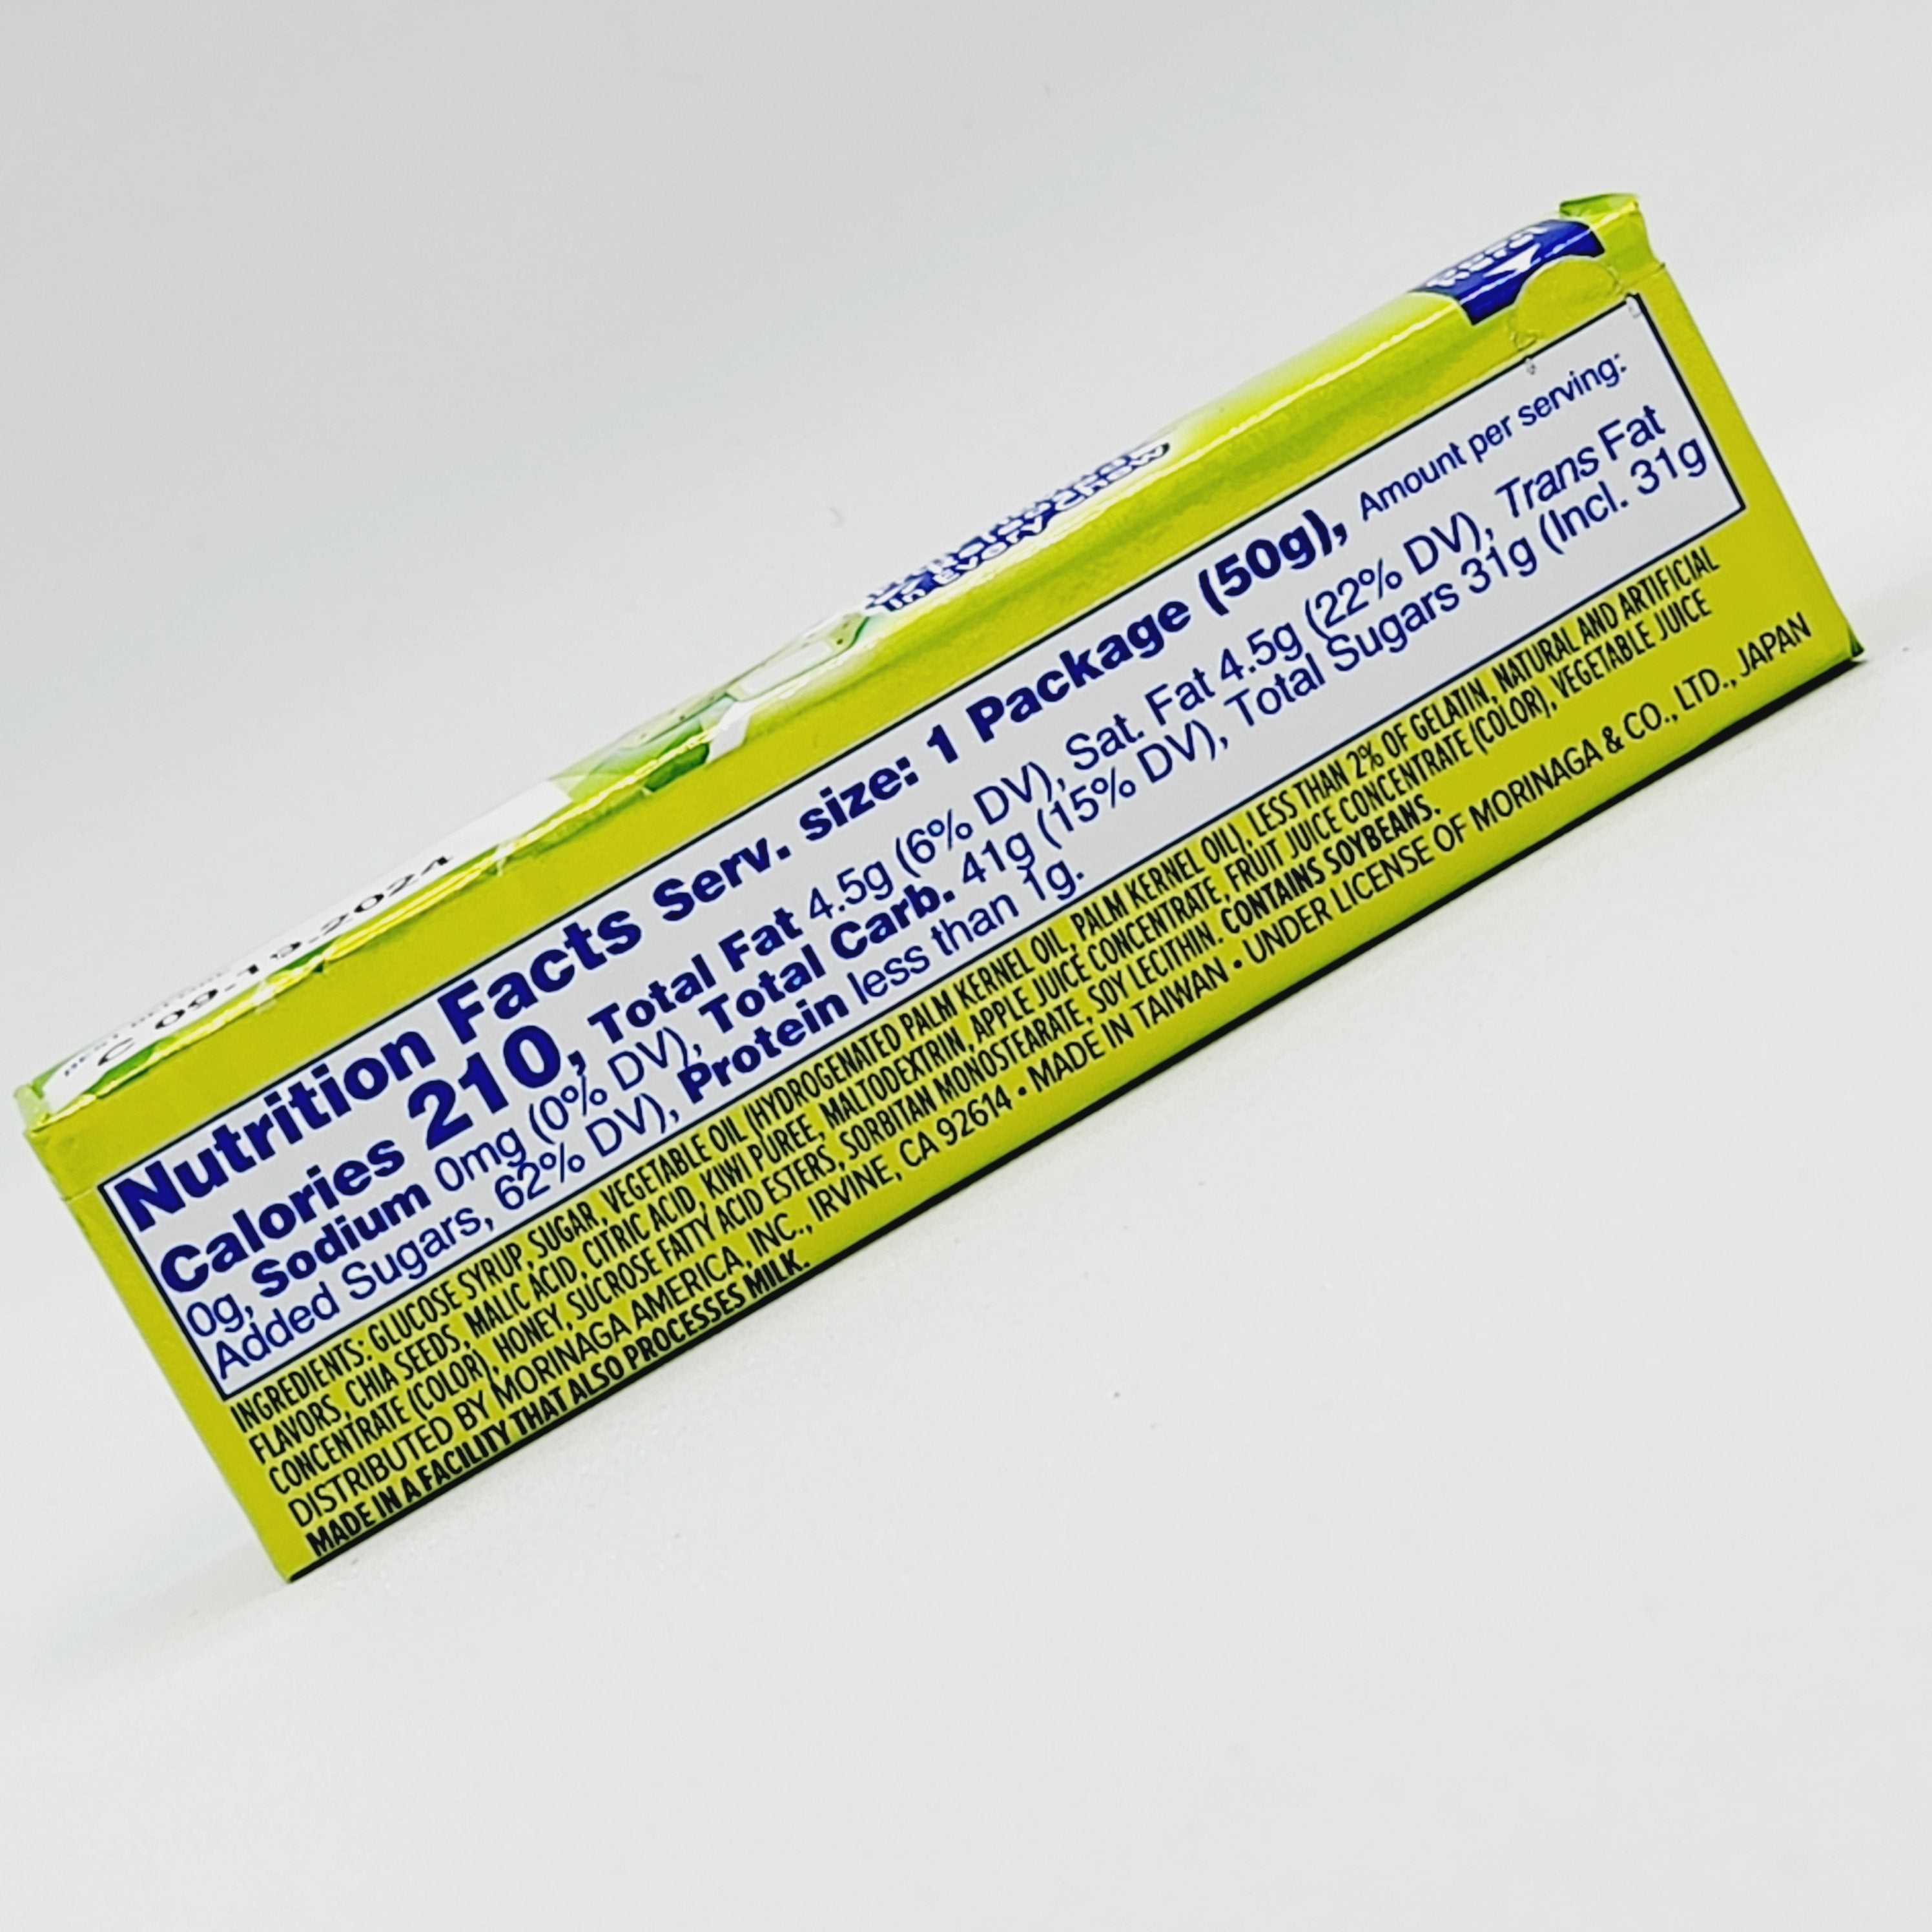 09-19-2024
in every chew
Nutrition Facts Serv. size: 1 Package (50g), Amount per serving:
Calories 210, Total Fat 4.5g (6% DV), Sat. Fat 4.5g (22% DV), Trans Fat
0g, Sodium 0mg (0% DV), Total Carb. 41g (15% DV), Total Sugars 31g (Incl. 31g
Added Sugars, 62% DV), Protein less than 1g.
INGREDIENTS: GLUCOSE SYRUP, SUGAR, VEGETABLE OIL (HYDROGENATED PALM KERNEL OIL, PALM KERNEL OIL), LESS THAN 2% OF GELATIN, NATURAL AND ARTIFICIAL
FLAVORS, CHIA SEEDS, MALIC ACID, CITRIC ACID, KIWI PUREE, MALTODEXTRIN, APPLE JUICE CONCENTRATE, FRUIT JUICE CONCENTRATE (COLOR), VEGETABLE JUICE
CONCENTRATE (COLOR), HONEY, SUCROSE FATTY ACID ESTERS, SORBITAN MONOSTEARATE, SOY LECITHIN. CONTAINS SOYBEANS.
DISTRIBUTED BY MORINAGA AMERICA, INC., IRVINE, CA 92614 • MADE IN TAIWAN • UNDER LICENSE OF MORINAGA & CO., LTD., JAPAN
MADE IN A FACILITY THAT ALSO PROCESSES MILK.